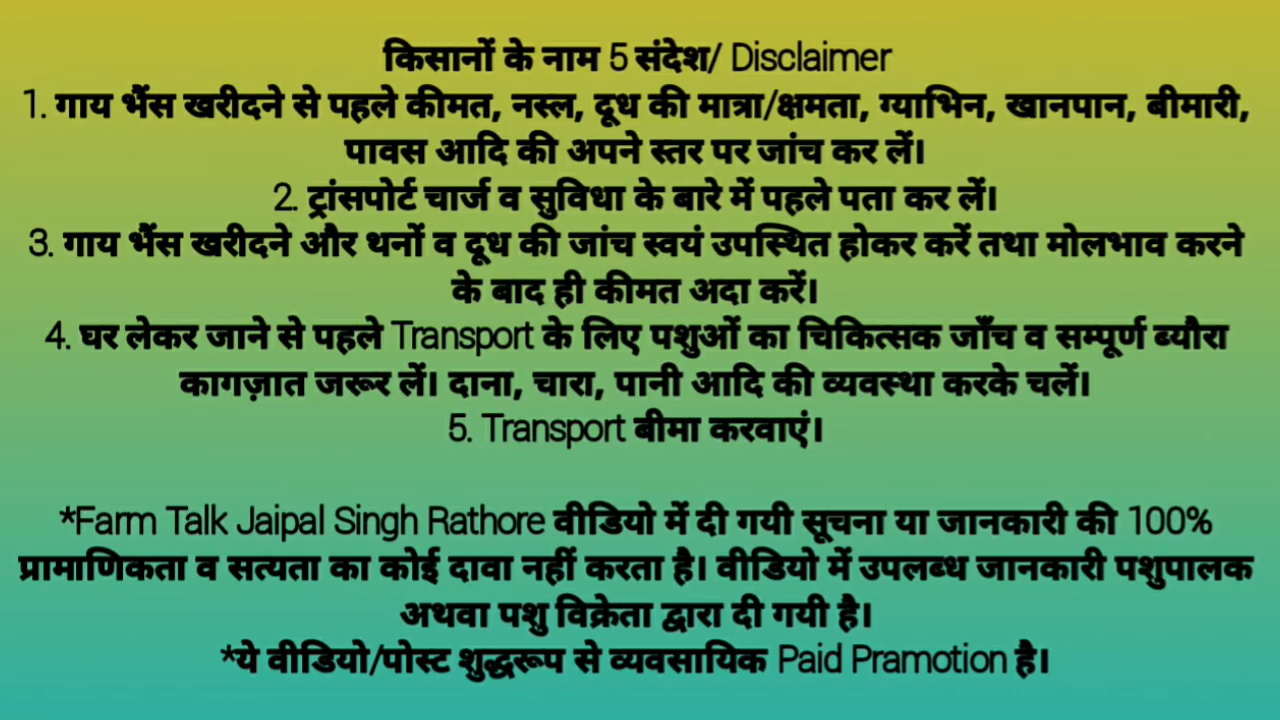 किसानों के नाम 5 संदेश/ Disclaimer
1. गाय भैंस खरीदने से पहले कीमत, नस्ल, दूध की मात्रा/क्षमता, ग्याभिन, खानपान, बीमारी,
पावस आदि की अपने स्तर पर जांच कर लें।
2. ट्रांसपोर्ट चार्ज व सुविधा के बारे में पहले पता कर लें।
3. गाय भैंस खरीदने और थनों व दूध की जांच स्वयं उपस्थित होकर करें तथा मोलभाव करने
के बाद ही कीमत अदा करें।
4. घर लेकर जाने से पहले Transport के लिए पशुओं का चिकित्सक जाँच व सम्पूर्ण ब्यौरा
कागज़ात जरूर लें। दाना, चारा, पानी आदि की व्यवस्था करके चलें।
5. Transport बीमा करवाएं।
*Farm Talk Jaipal Singh Rathore वीडियो में दी गयी सूचना या जानकारी की 100%
प्रामाणिकता व सत्यता का कोई दावा नहीं करता है। वीडियो में उपलब्ध जानकारी पशुपालक
अथवा पशु विक्रेता द्वारा दी गयी है।
*ये वीडियो/पोस्ट शुद्धरूप से व्यवसायिक Paid Pramotion है।